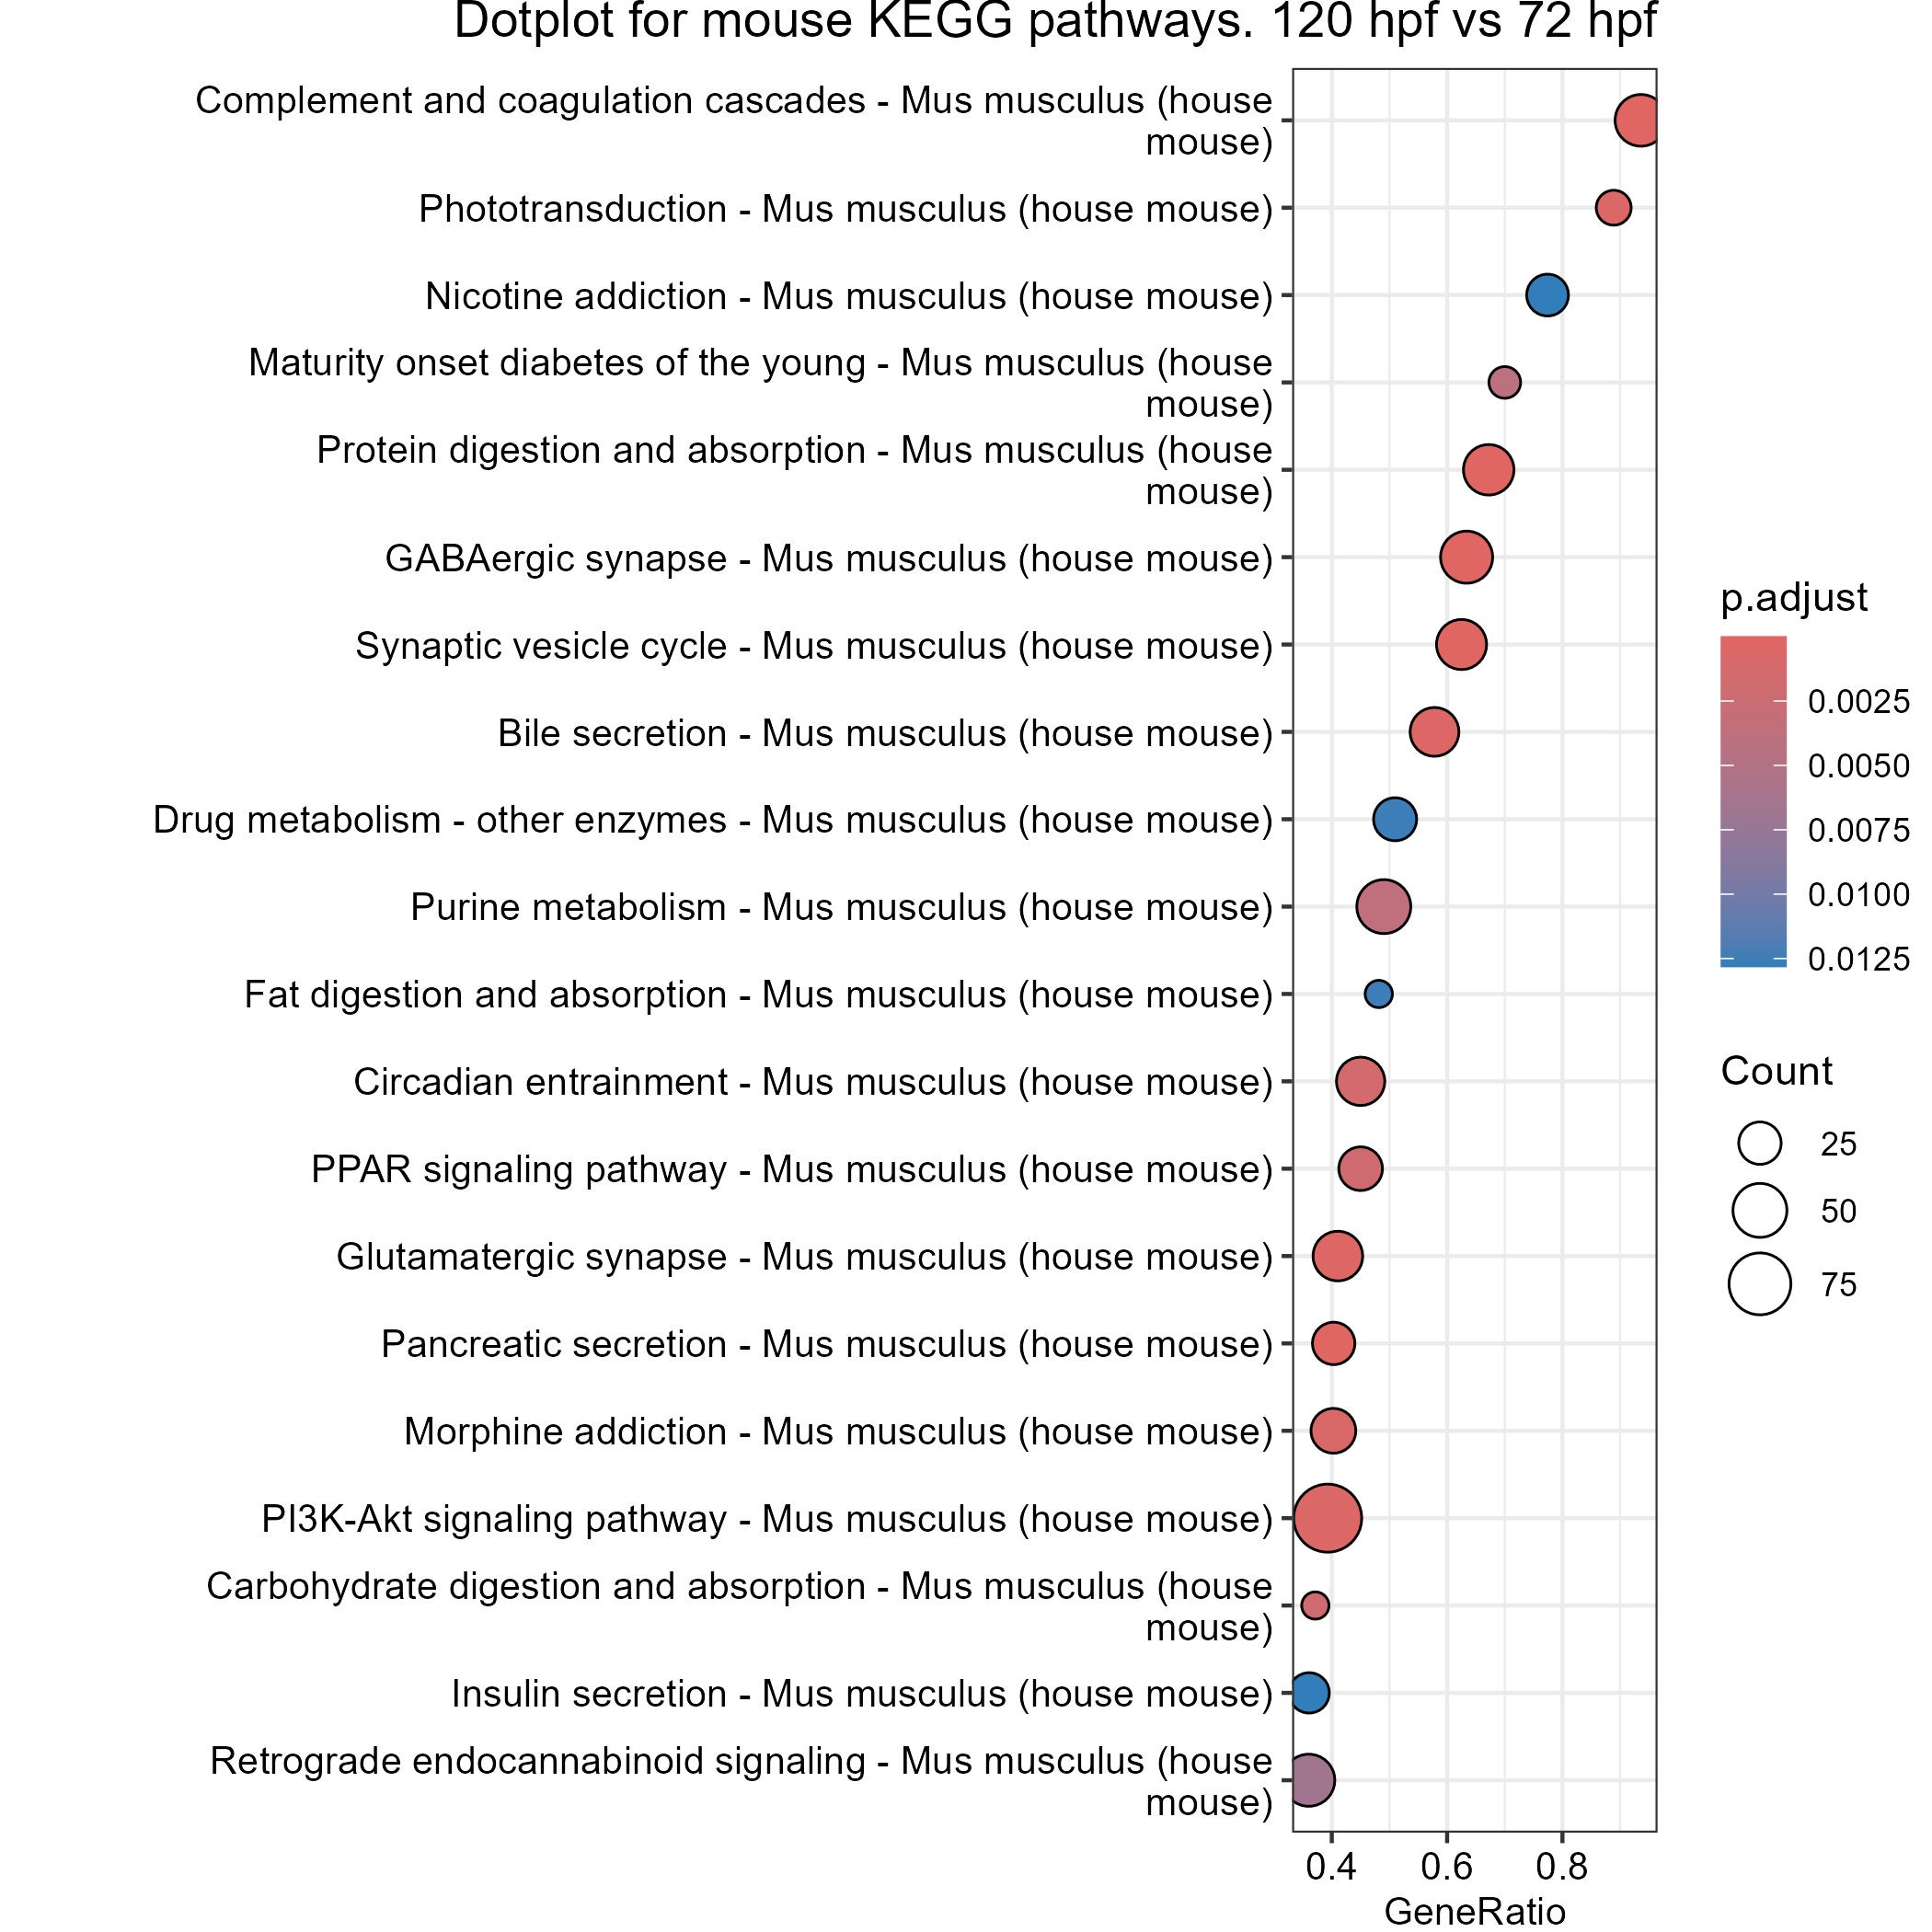 Dotplot for mouse KEGG pathways. 120 hpf vs 72 hpf
Complement and coagulation cascades - Mus musculus (house
mouse)
Phototransduction - Mus musculus (house mouse)
Nicotine addiction - Mus musculus (house mouse)
Maturity onset diabetes of the young - Mus musculus (house
mouse)
Protein digestion and absorption - Mus musculus (house
mouse)
GABAergic synapse - Mus musculus (house mouse)
Synaptic vesicle cycle - Mus musculus (house mouse)
Bile secretion - Mus musculus (house mouse)
Drug metabolism - other enzymes - Mus musculus (house mouse)
Purine metabolism - Mus musculus (house mouse)
Fat digestion and absorption - Mus musculus (house mouse)
Circadian entrainment - Mus musculus (house mouse)
PPAR signaling pathway - Mus musculus (house mouse)
Glutamatergic synapse - Mus musculus (house mouse)
Pancreatic secretion - Mus musculus (house mouse)
Morphine addiction - Mus musculus (house mouse)
PI3K-Akt signaling pathway - Mus musculus (house mouse)
Carbohydrate digestion and absorption - Mus musculus (house
mouse)
Insulin secretion - Mus musculus (house mouse)
Retrograde endocannabinoid signaling - Mus musculus (house
mouse)
0.4 0.6 0.8
GeneRatio
p.adjust
0.0025
0.0050
0.0075
0.0100
0.0125
Count
25
50
75